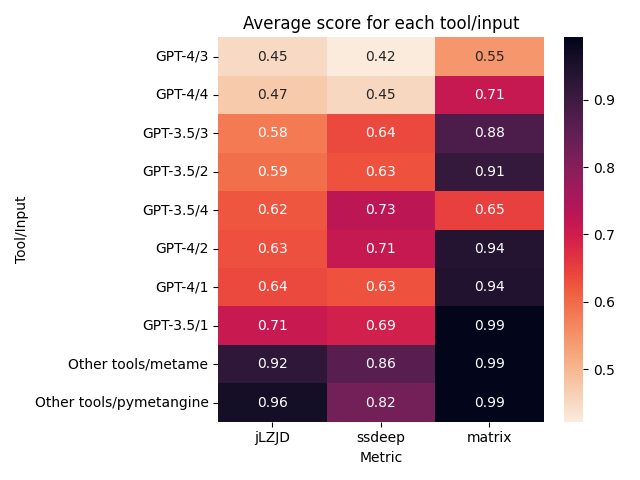 Average score for each tool/input
Tool/Input
GPT-4/3 0.45 0.42 0.55
GPT-4/4 0.47 0.45 0.71
GPT-3.5/3 0.58 0.64 0.88
GPT-3.5/2 0.59 0.63 0.91
GPT-3.5/4 0.62 0.73 0.65
GPT-4/2 0.63 0.71 0.94
GPT-4/1 0.64 0.63 0.94
GPT-3.5/1 0.71 0.69 0.99
Other tools/metame 0.92 0.86 0.99
Other tools/pymetangine 0.96 0.82 0.99
jLZJD ssdeep matrix
Metric
0.9
0.8
0.7
0.6
0.5